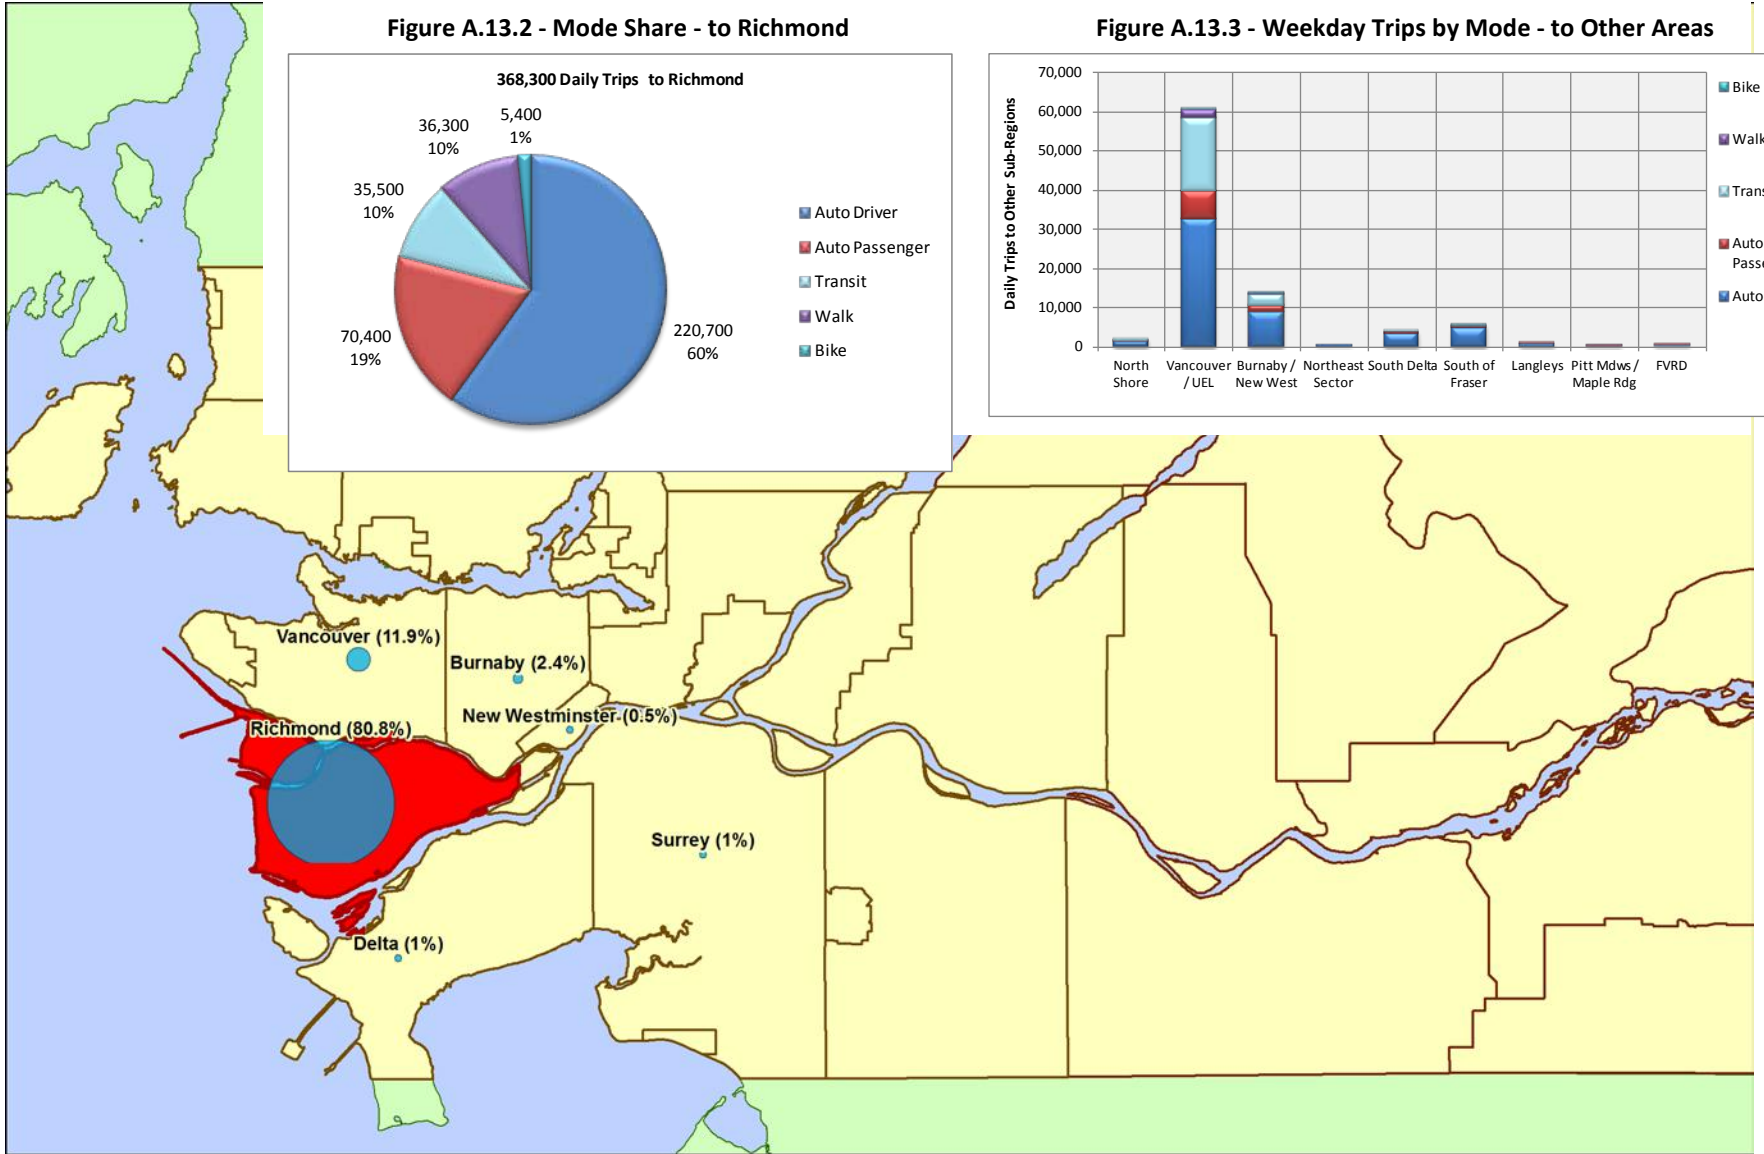 Figure A.13.2 - Mode Share - to Richmond
368,300 Daily Trips to Richmond
5,400
1%
36,300
10%
35,500
10%
70,400
19%
220,700
60%
Auto Driver
Auto Passenger
Transit
Walk
Bike
Figure A.13.3 - Weekday Trips by Mode - to Other Areas
Daily Trips to Other Sub-Regions
70,000
60,000
50,000
40,000
30,000
20,000
10,000
0
North
Shore
Vancouver
/ UEL
Burnaby /
New West
Northeast
Sector
South Delta
South of
Fraser
Langleys
Pitt Mdws /
Maple Rdg
FVRD
Bike
Walk
Trans
Auto
Passe
Auto
Vancouver (11.9%)
Burnaby (2.4%)
New Westminster (0.5%)
Richmond (80.8%)
Surrey (1%)
Delta (1%)